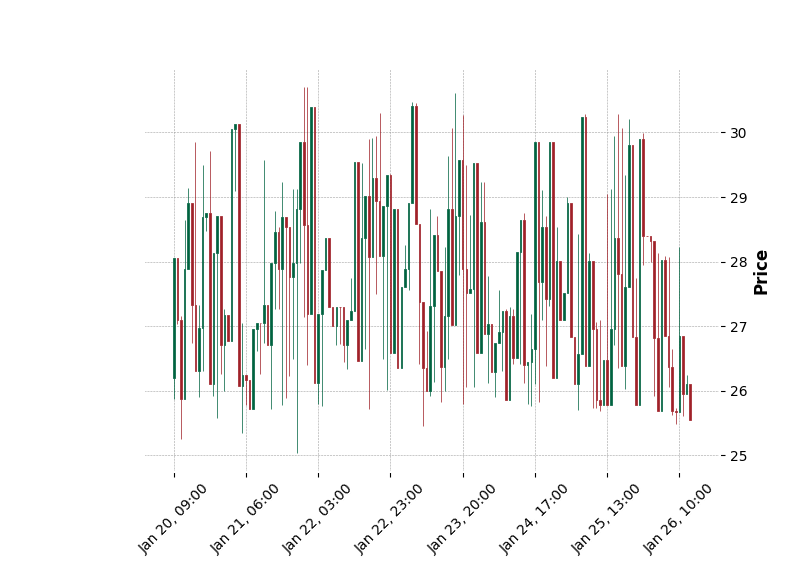 30
29
28
27
26
25
Price
Jan 20, 09:00
Jan 21, 06:00
Jan 22, 03:00
Jan 22, 23:00
Jan 23, 20:00
Jan 24, 17:00
Jan 25, 13:00
Jan 26, 10:00